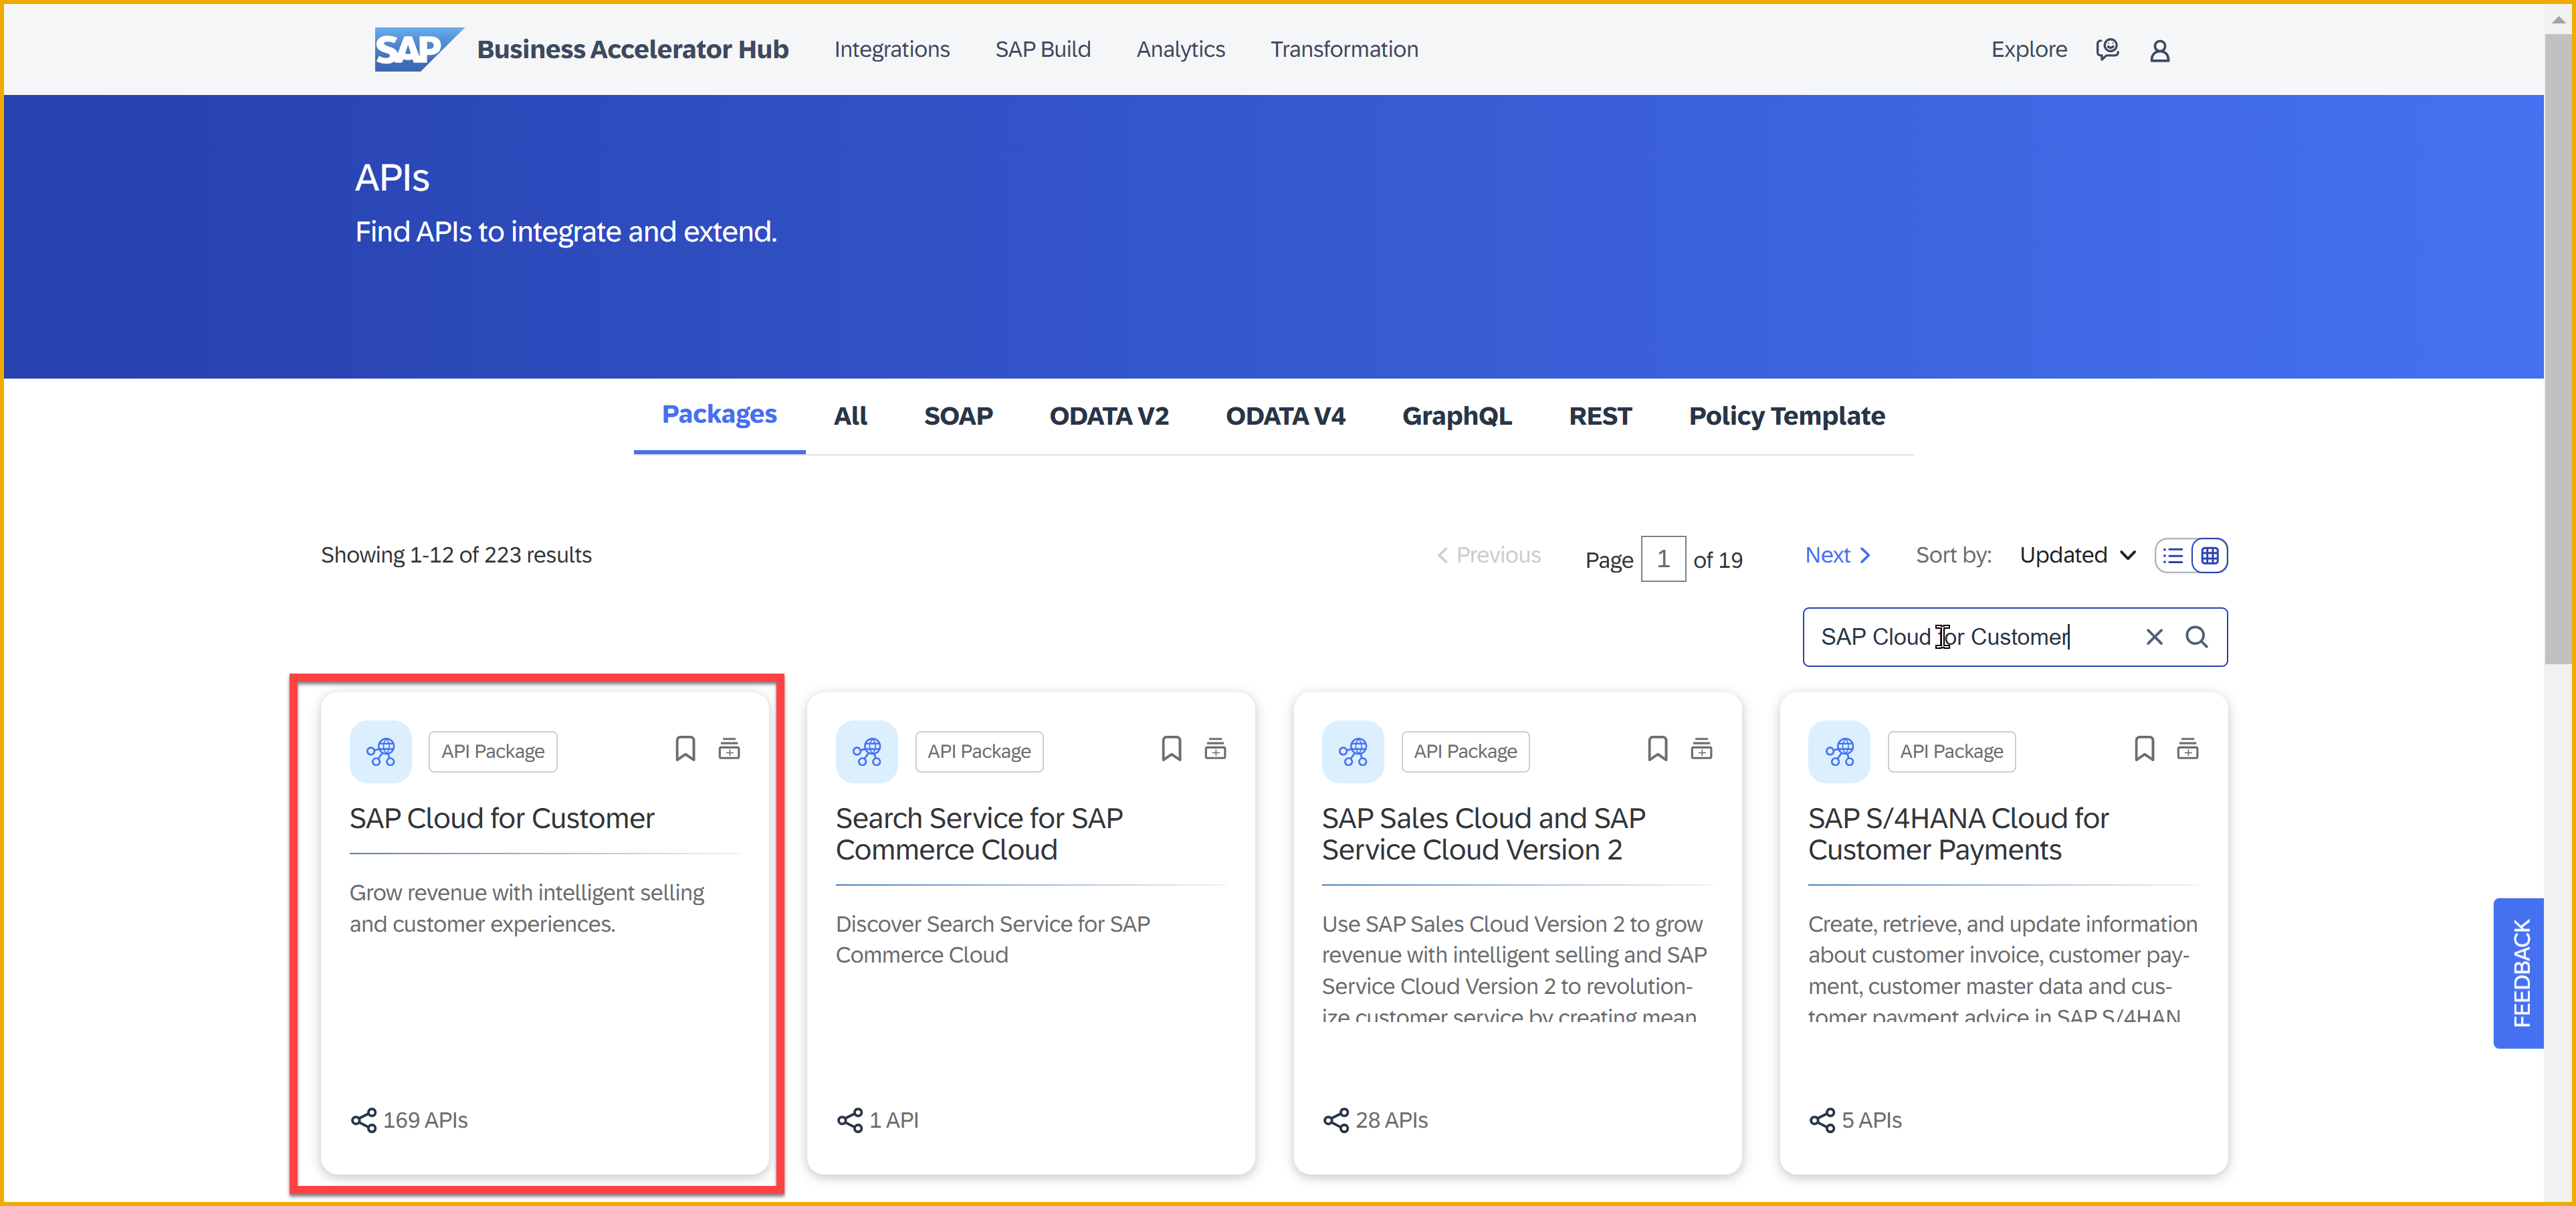 SAP Business Accelerator Hub Integrations SAP Build Analytics Transformation Explore
APIs
Find APIs to integrate and extend.
Packages All SOAP ODATA V2 ODATA V4 GraphQL REST Policy Template
Showing 1-12 of 223 results Previous Page 1 of 19 Next Sort by: Updated
SAP Cloud for Customer
API Package
SAP Cloud for Customer
Grow revenue with intelligent selling
and customer experiences.
169 APIs
API Package
Search Service for SAP
Commerce Cloud
Discover Search Service for SAP
Commerce Cloud
1 API
API Package
SAP Sales Cloud and SAP
Service Cloud Version 2
Use SAP Sales Cloud Version 2 to grow
revenue with intelligent selling and SAP
Service Cloud Version 2 to revolution-
ize customer service by creating mean
28 APIs
API Package
SAP S/4HANA Cloud for
Customer Payments
Create, retrieve, and update information
about customer invoice, customer pay-
ment, customer master data and cus-
tomer payment advice in SAP S/4HAN
5 APIs
FEEDBACK